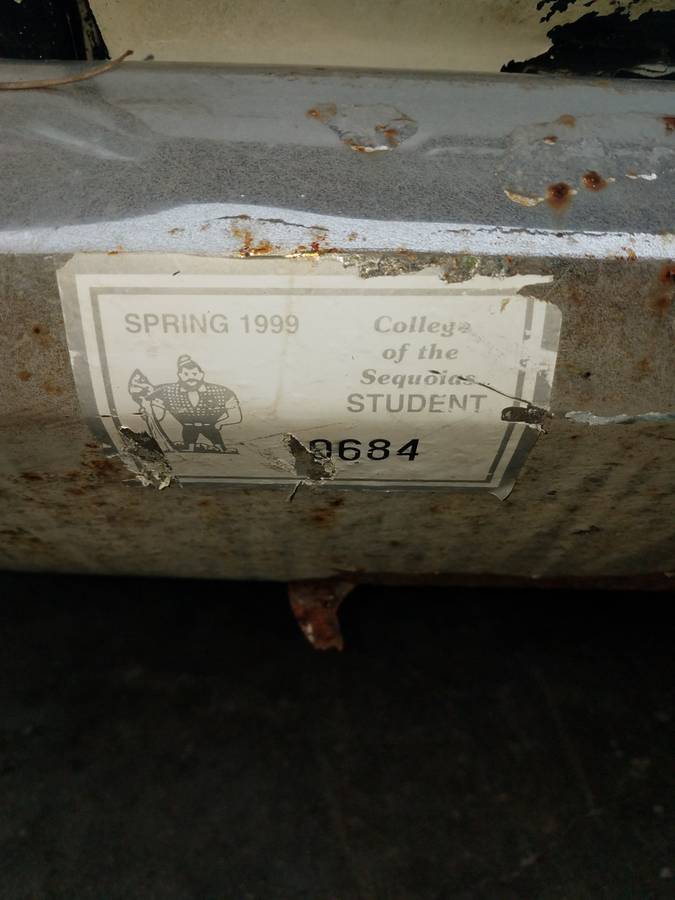 SPRING 1999
College
of the
Sequoias
STUDENT
0684